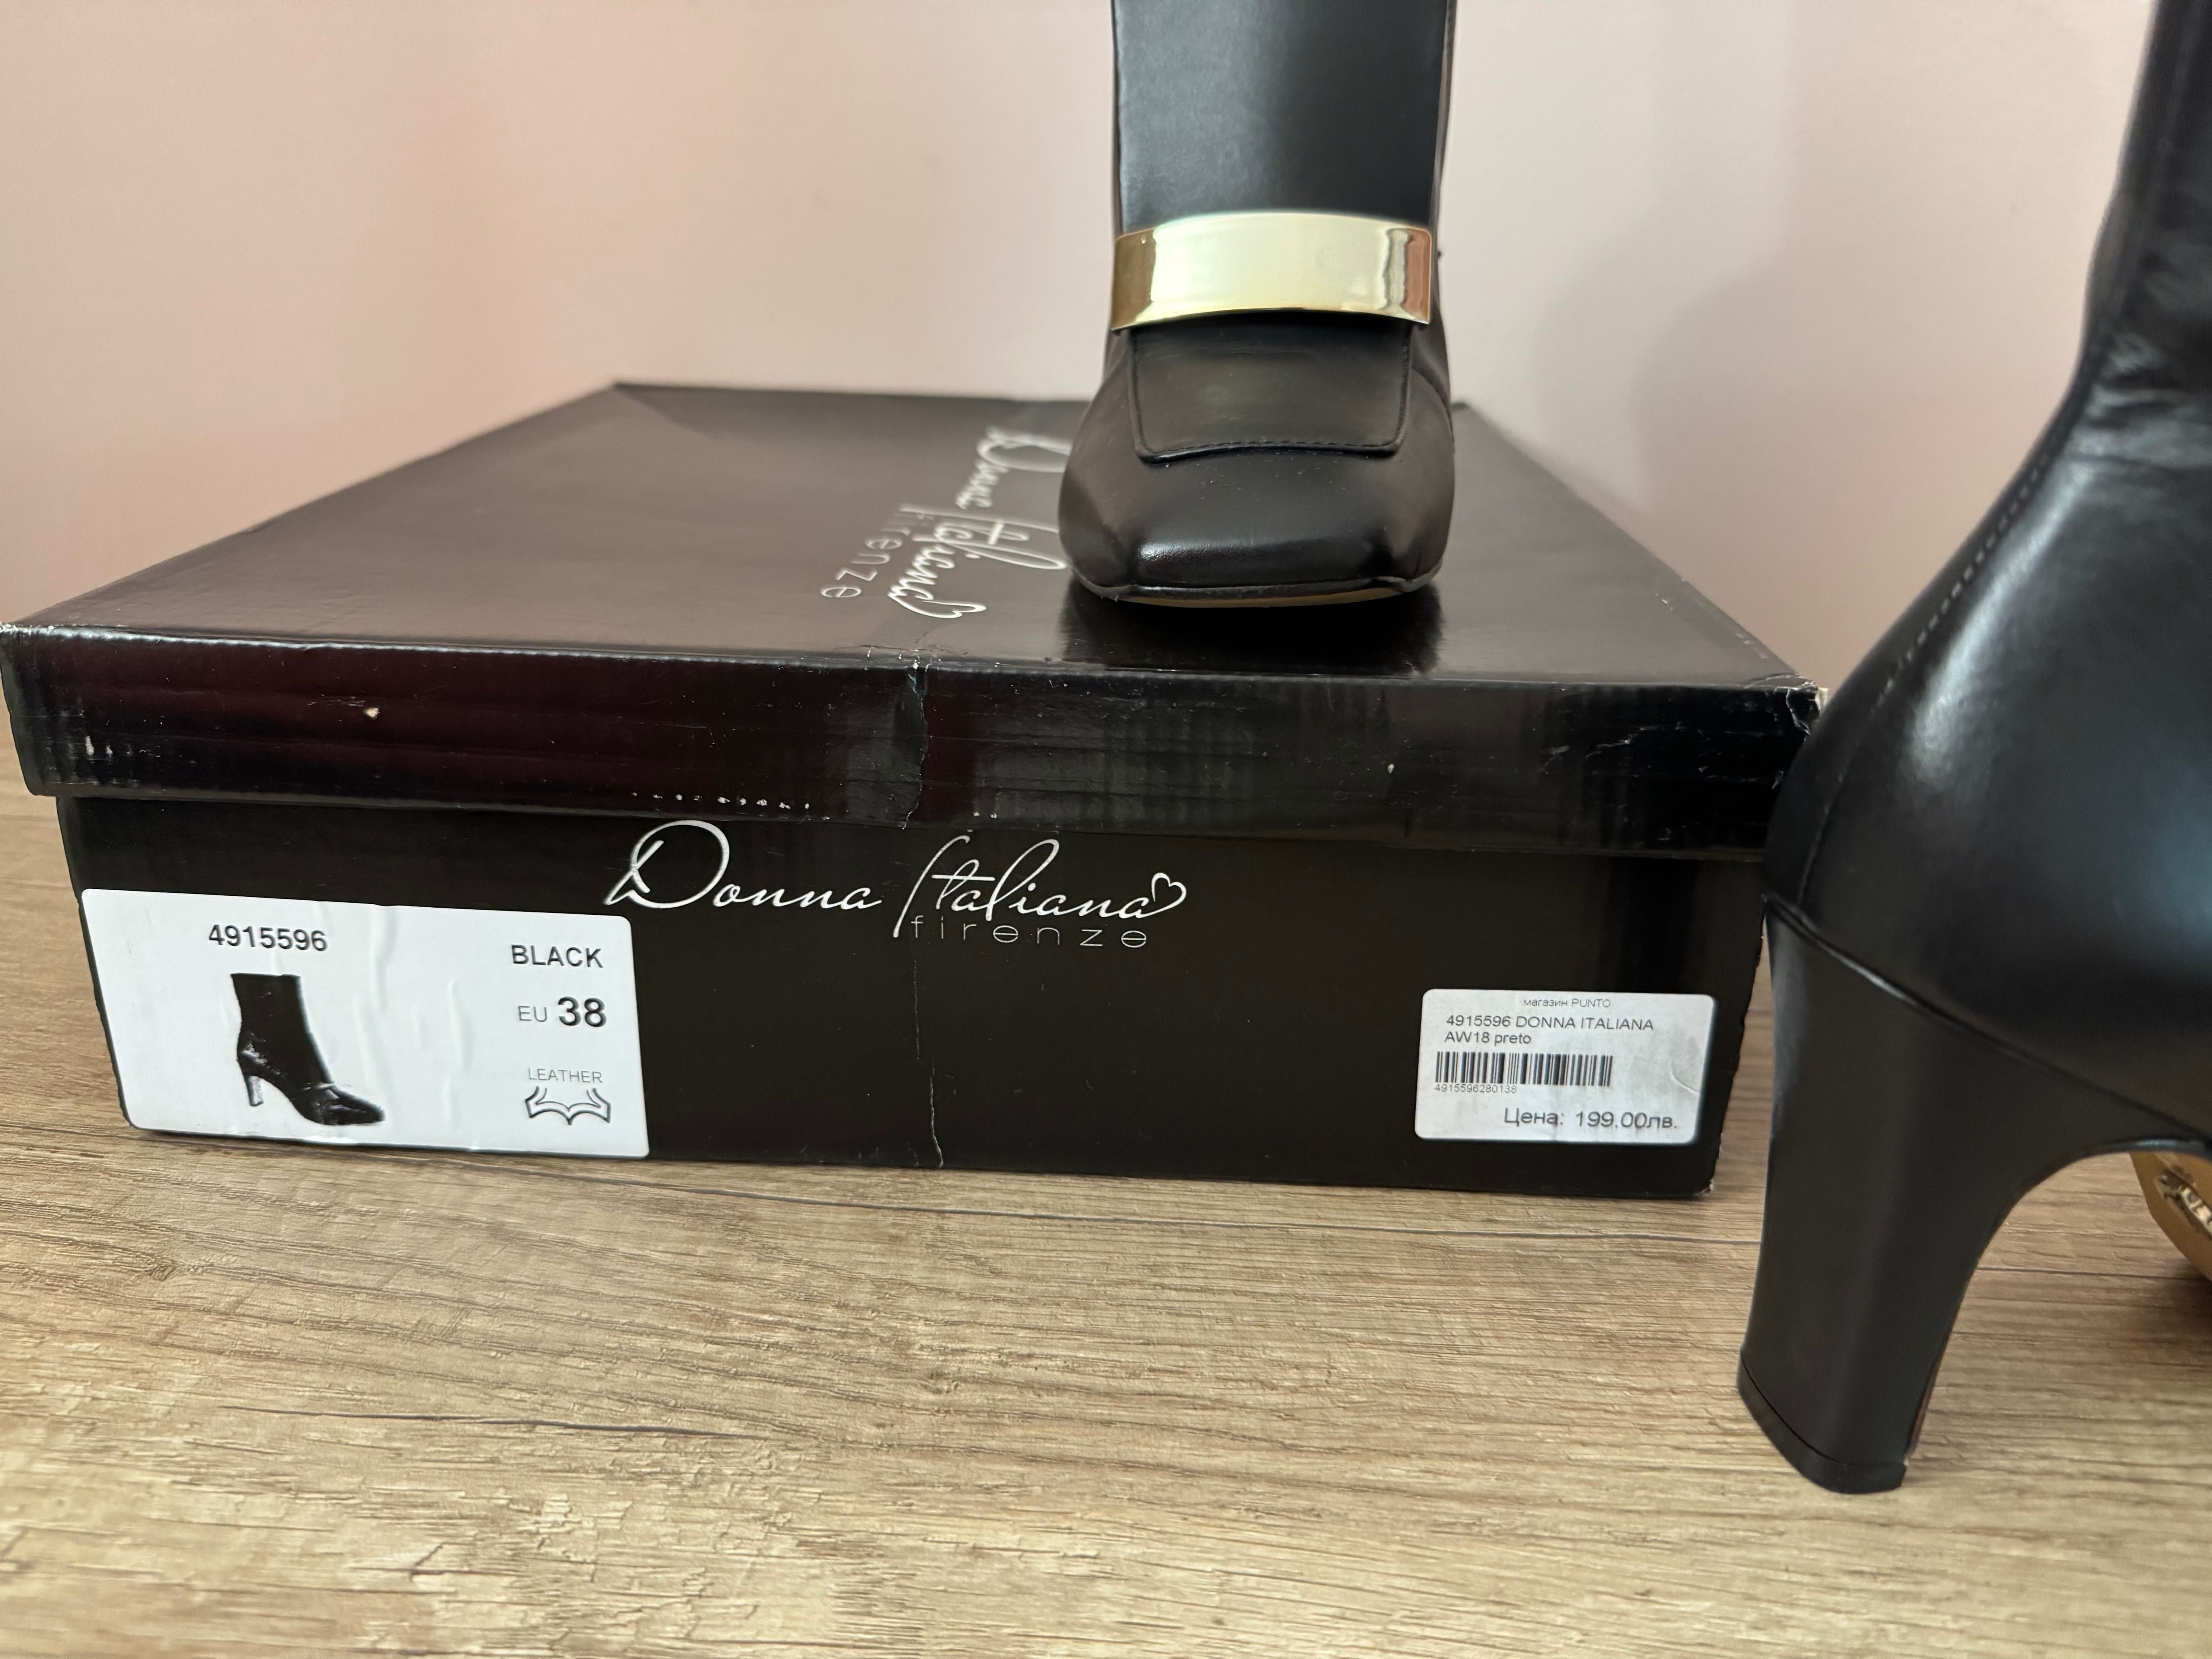 Donna Italiana
firenze
Donna Italiana
firenze
4915596
BLACK
EU 38
LEATHER
магазин PUNTO
4915596 DONNA ITALIANA
AW18 preto
4915596280138
Цена: 199.00лв.